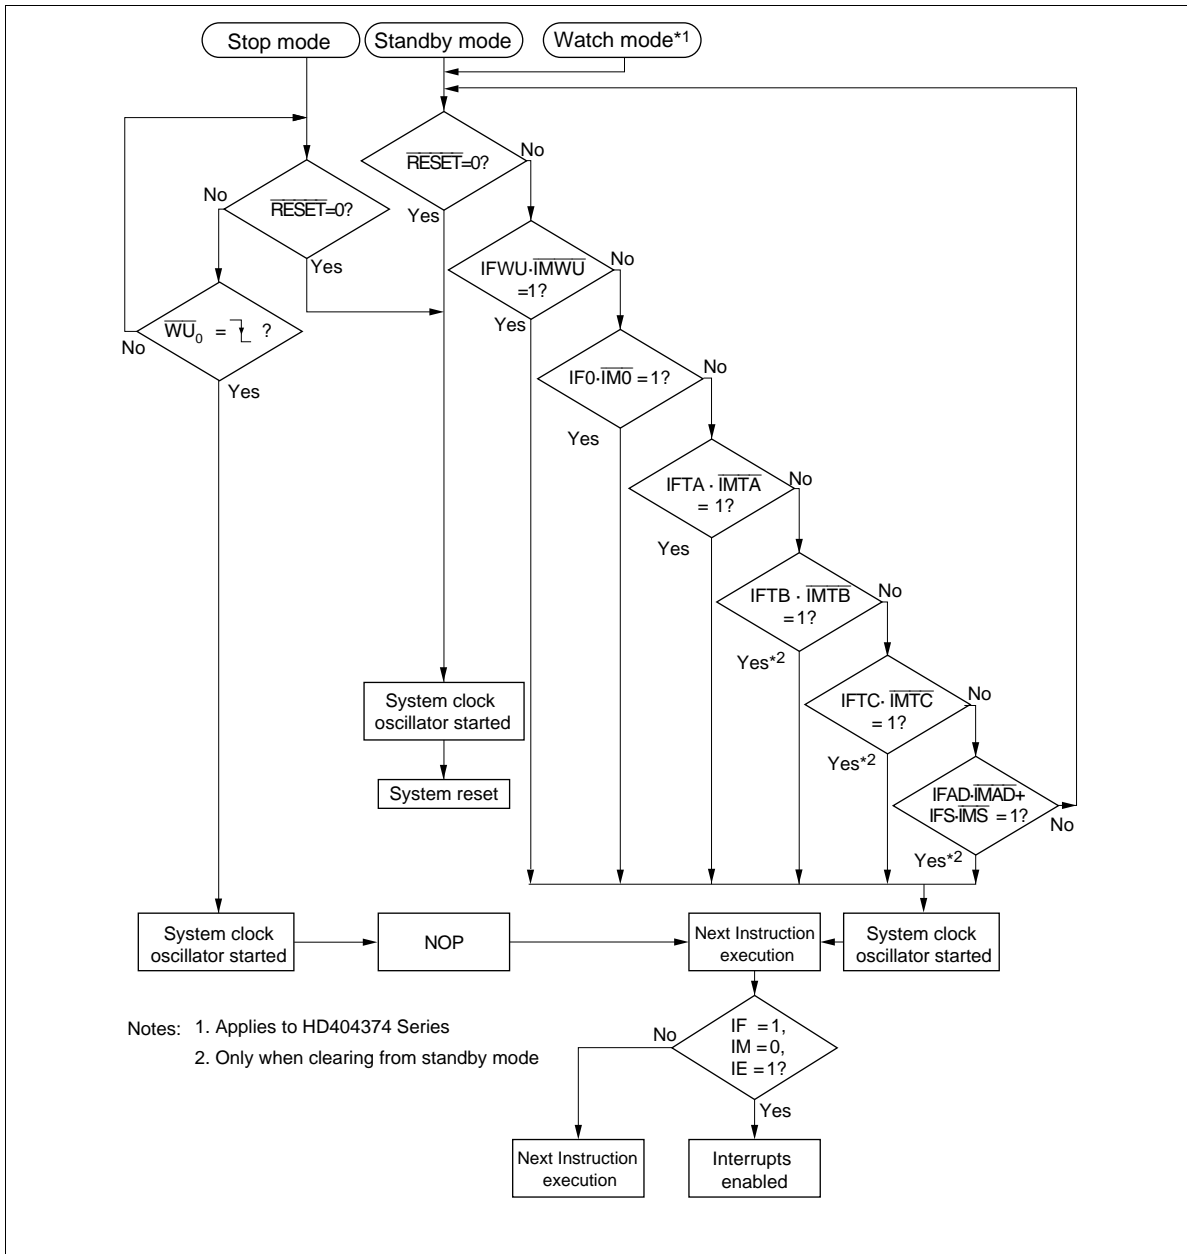 Stop mode
Standby mode
Watch mode*1
RESET=0?
No
Yes
No
RESET=0?
Yes
IFWU·IMWU
=1?
No
Yes
WU0 = ?
No
Yes
IF0·IM0 = 1?
No
Yes
IFTA · IMTA
= 1?
No
Yes
IFTB · IMTB
= 1?
No
Yes*2
IFTC · IMTC
= 1?
No
Yes*2
IFAD·IMAD+
IFS·IMS = 1?
No
Yes*2
System clock
oscillator started
System reset
System clock
oscillator started
NOP
Next Instruction
execution
System clock
oscillator started
Notes: 1. Applies to HD404374 Series
2. Only when clearing from standby mode
IF = 1,
IM = 0,
IE = 1?
No
Yes
Next Instruction
execution
Interrupts
enabled